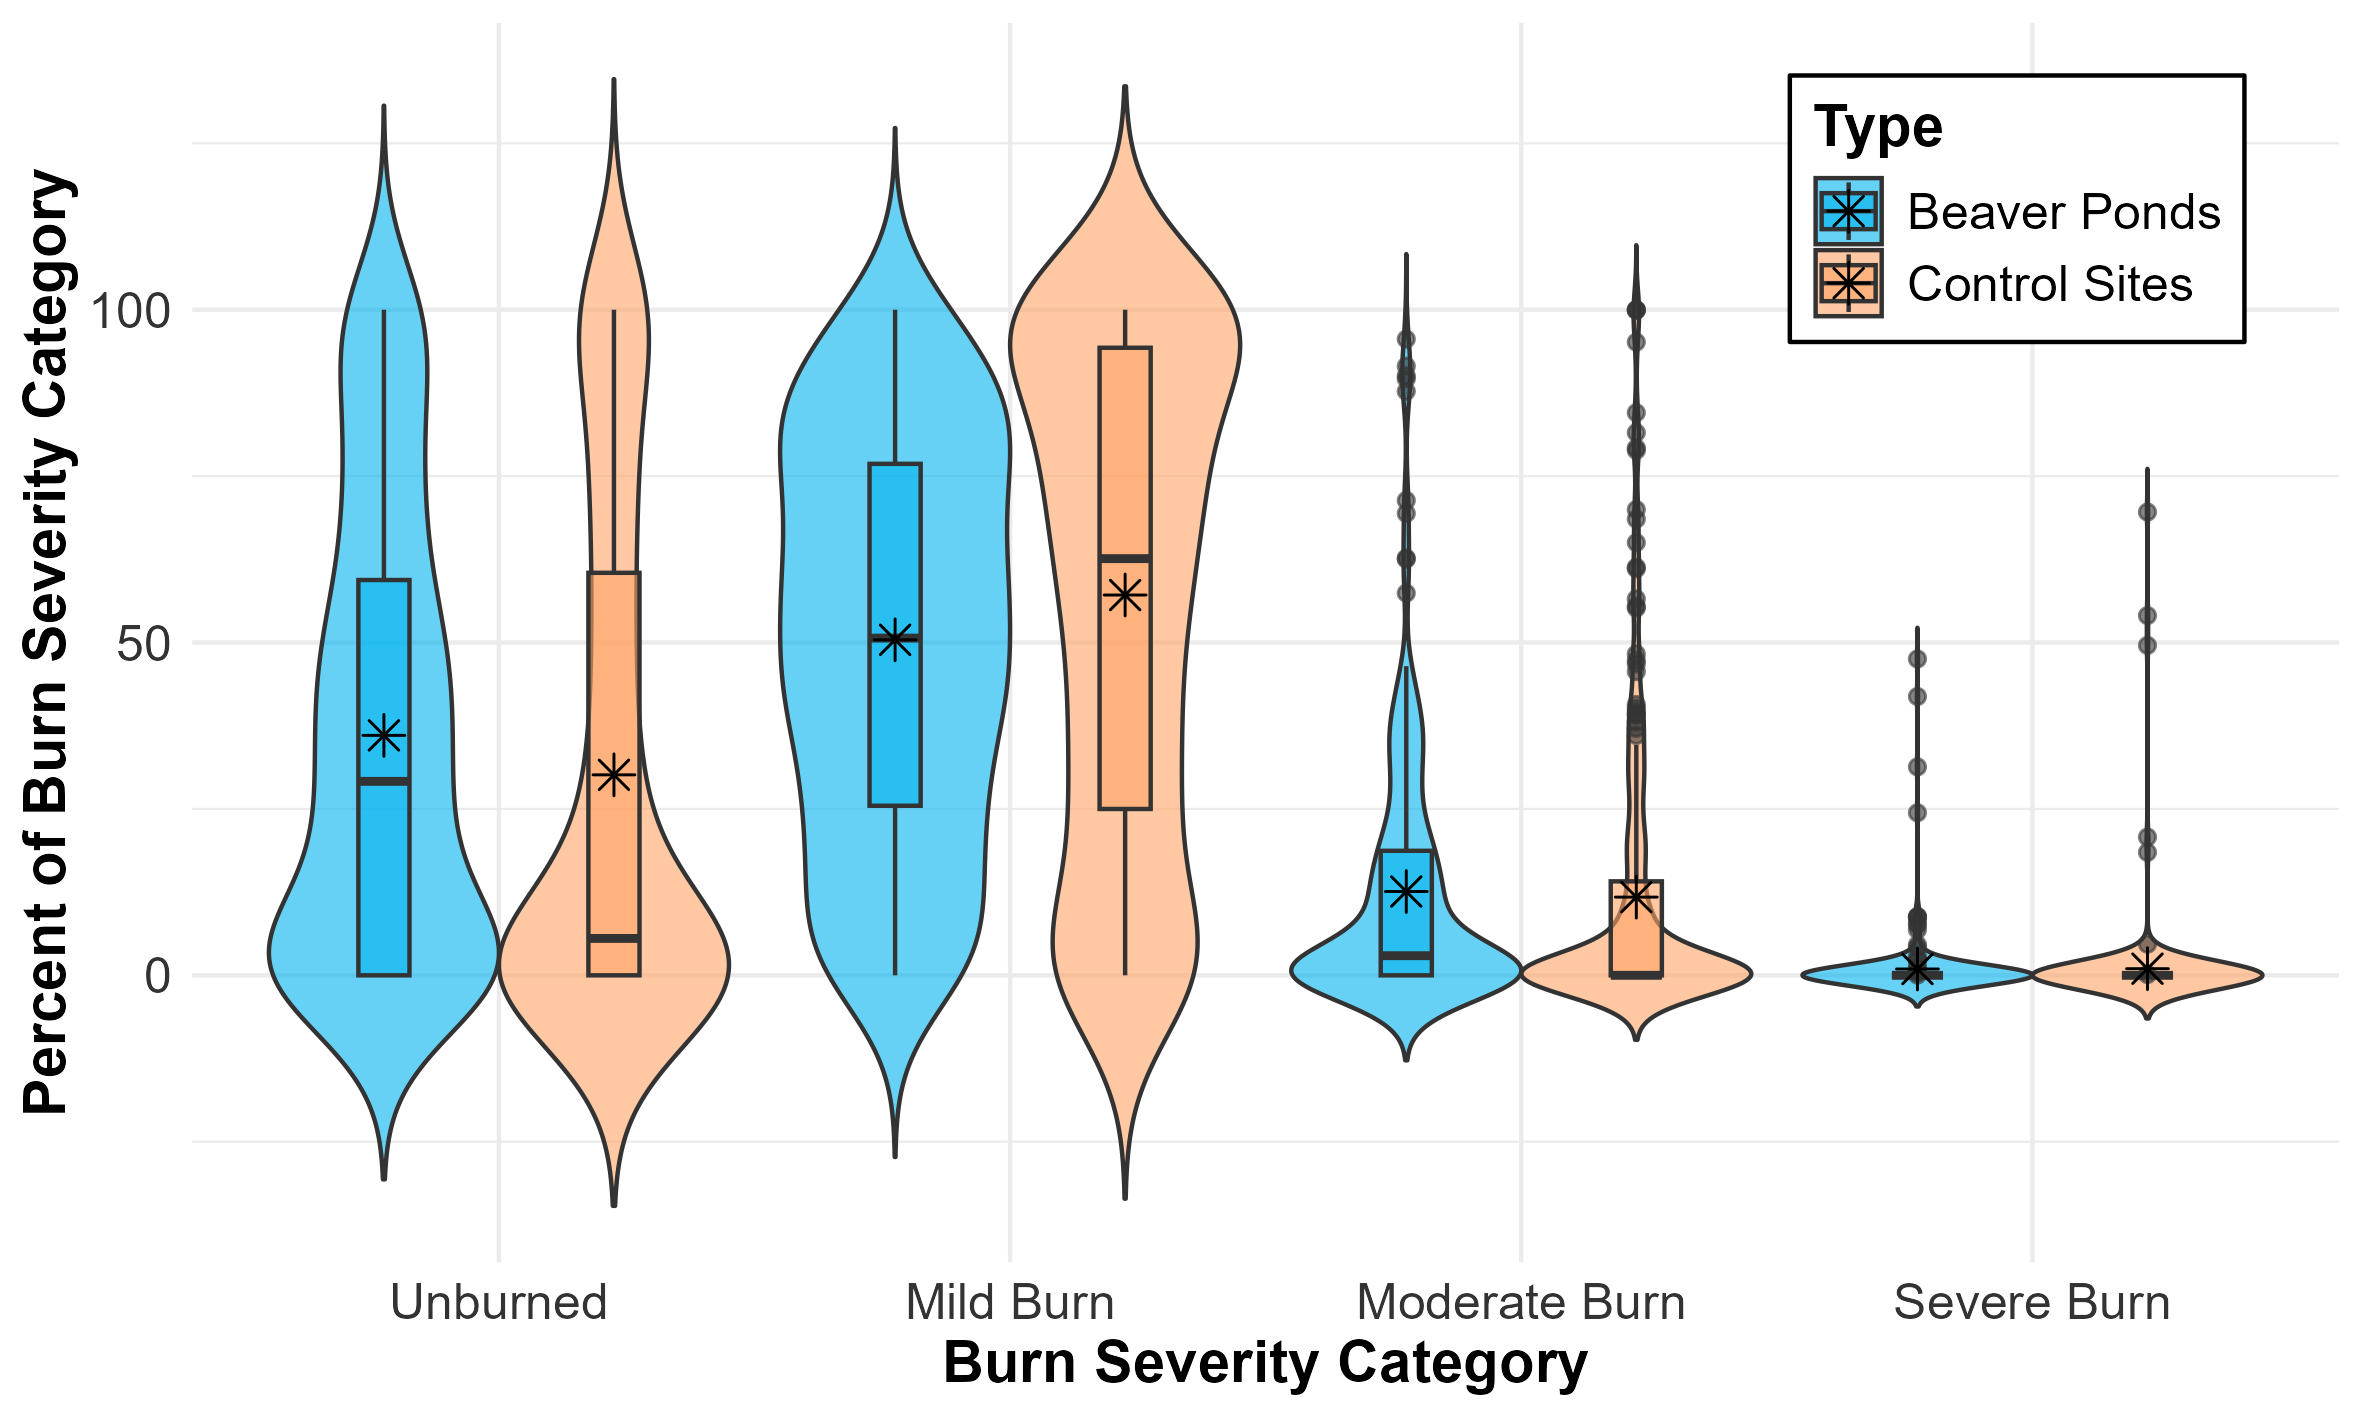 Type
Beaver Ponds
Control Sites
Percent of Burn Severity Category
100
50
0
Unburned Mild Burn Moderate Burn Severe Burn
Burn Severity Category